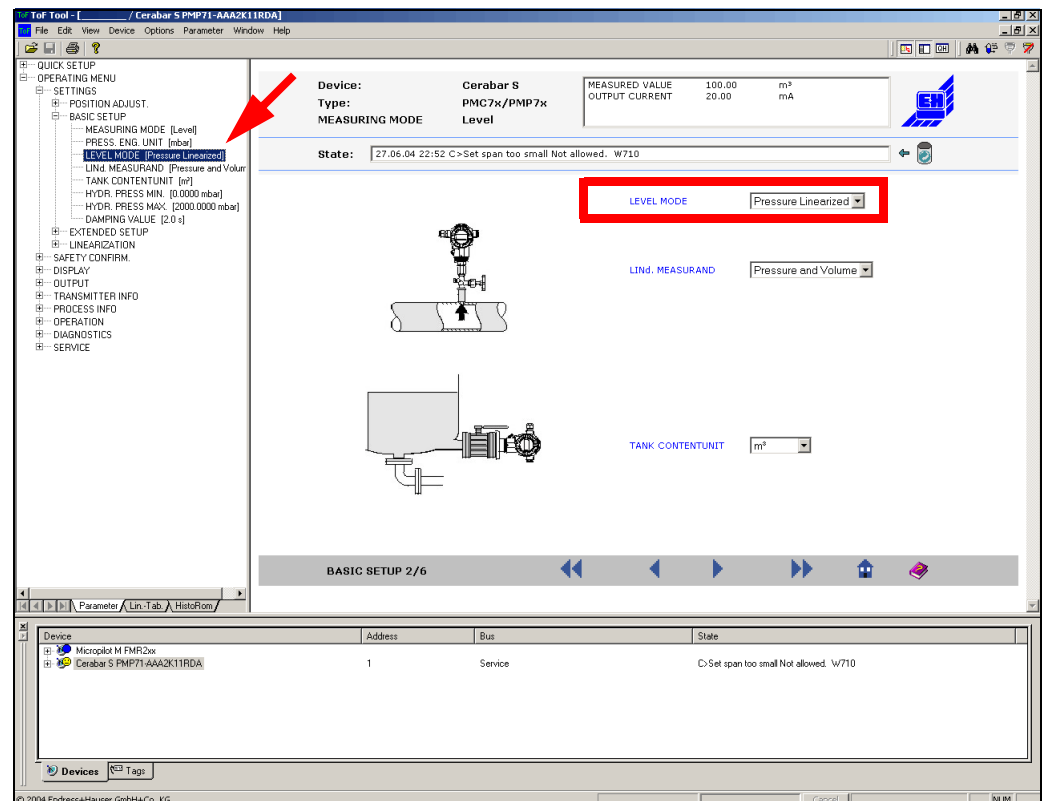 ToF Tool - [ / Cerabar S PMP71-AAA2K11RDA]
File Edit View Device Options Parameter Window Help
QUICK SETUP
OPERATING MENU
SETTINGS
POSITION ADJUST.
BASIC SETUP
MEASURING MODE [Level]
PRESS. ENG. UNIT [mbar]
LEVEL MODE [Pressure Linearized]
LINd. MEASURAND [Pressure and Volum
TANK CONTENTUNIT [m³]
HYDR. PRESS MIN. [0.0000 mbar]
HYDR. PRESS MAX. [2000.0000 mbar]
DAMPING VALUE [2.0 s]
EXTENDED SETUP
LINEARIZATION
SAFETY CONFIRM.
DISPLAY
OUTPUT
TRANSMITTER INFO
PROCESS INFO
OPERATION
DIAGNOSTICS
SERVICE
Parameter Lin.-Tab. HistoRom
Device: Cerabar S
Type: PMC7x/PMP7x
MEASURING MODE Level
MEASURED VALUE 100.00 m³
OUTPUT CURRENT 20.00 mA
EH
State: 27.06.04 22:52 C>Set span too small Not allowed. W710
LEVEL MODE Pressure Linearized
LINd. MEASURAND Pressure and Volume
TANK CONTENTUNIT m³
BASIC SETUP 2/6
Device Address Bus State
Micropilot M FMR2xx
Cerabar S PMP71-AAA2K11RDA 1 Service C>Set span too small Not allowed. W710
Devices Tags
© 2004 Endress+Hauser GmbH+Co. KG Cancel NUM